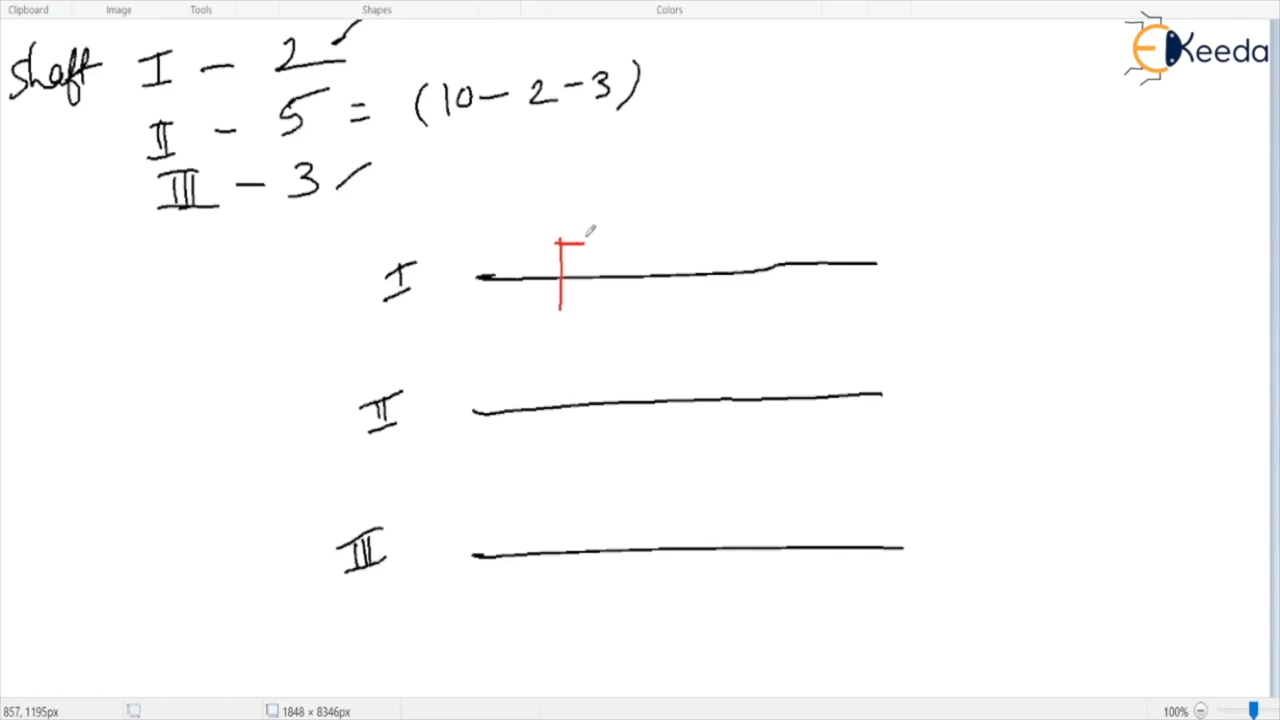 Clipboard Image Tools Shapes Colors
EKeeda
Shaft I - 2
II - 5 = (10-2-3)
III - 3
I
II
III
857, 1195px 1848 × 8346px 100%